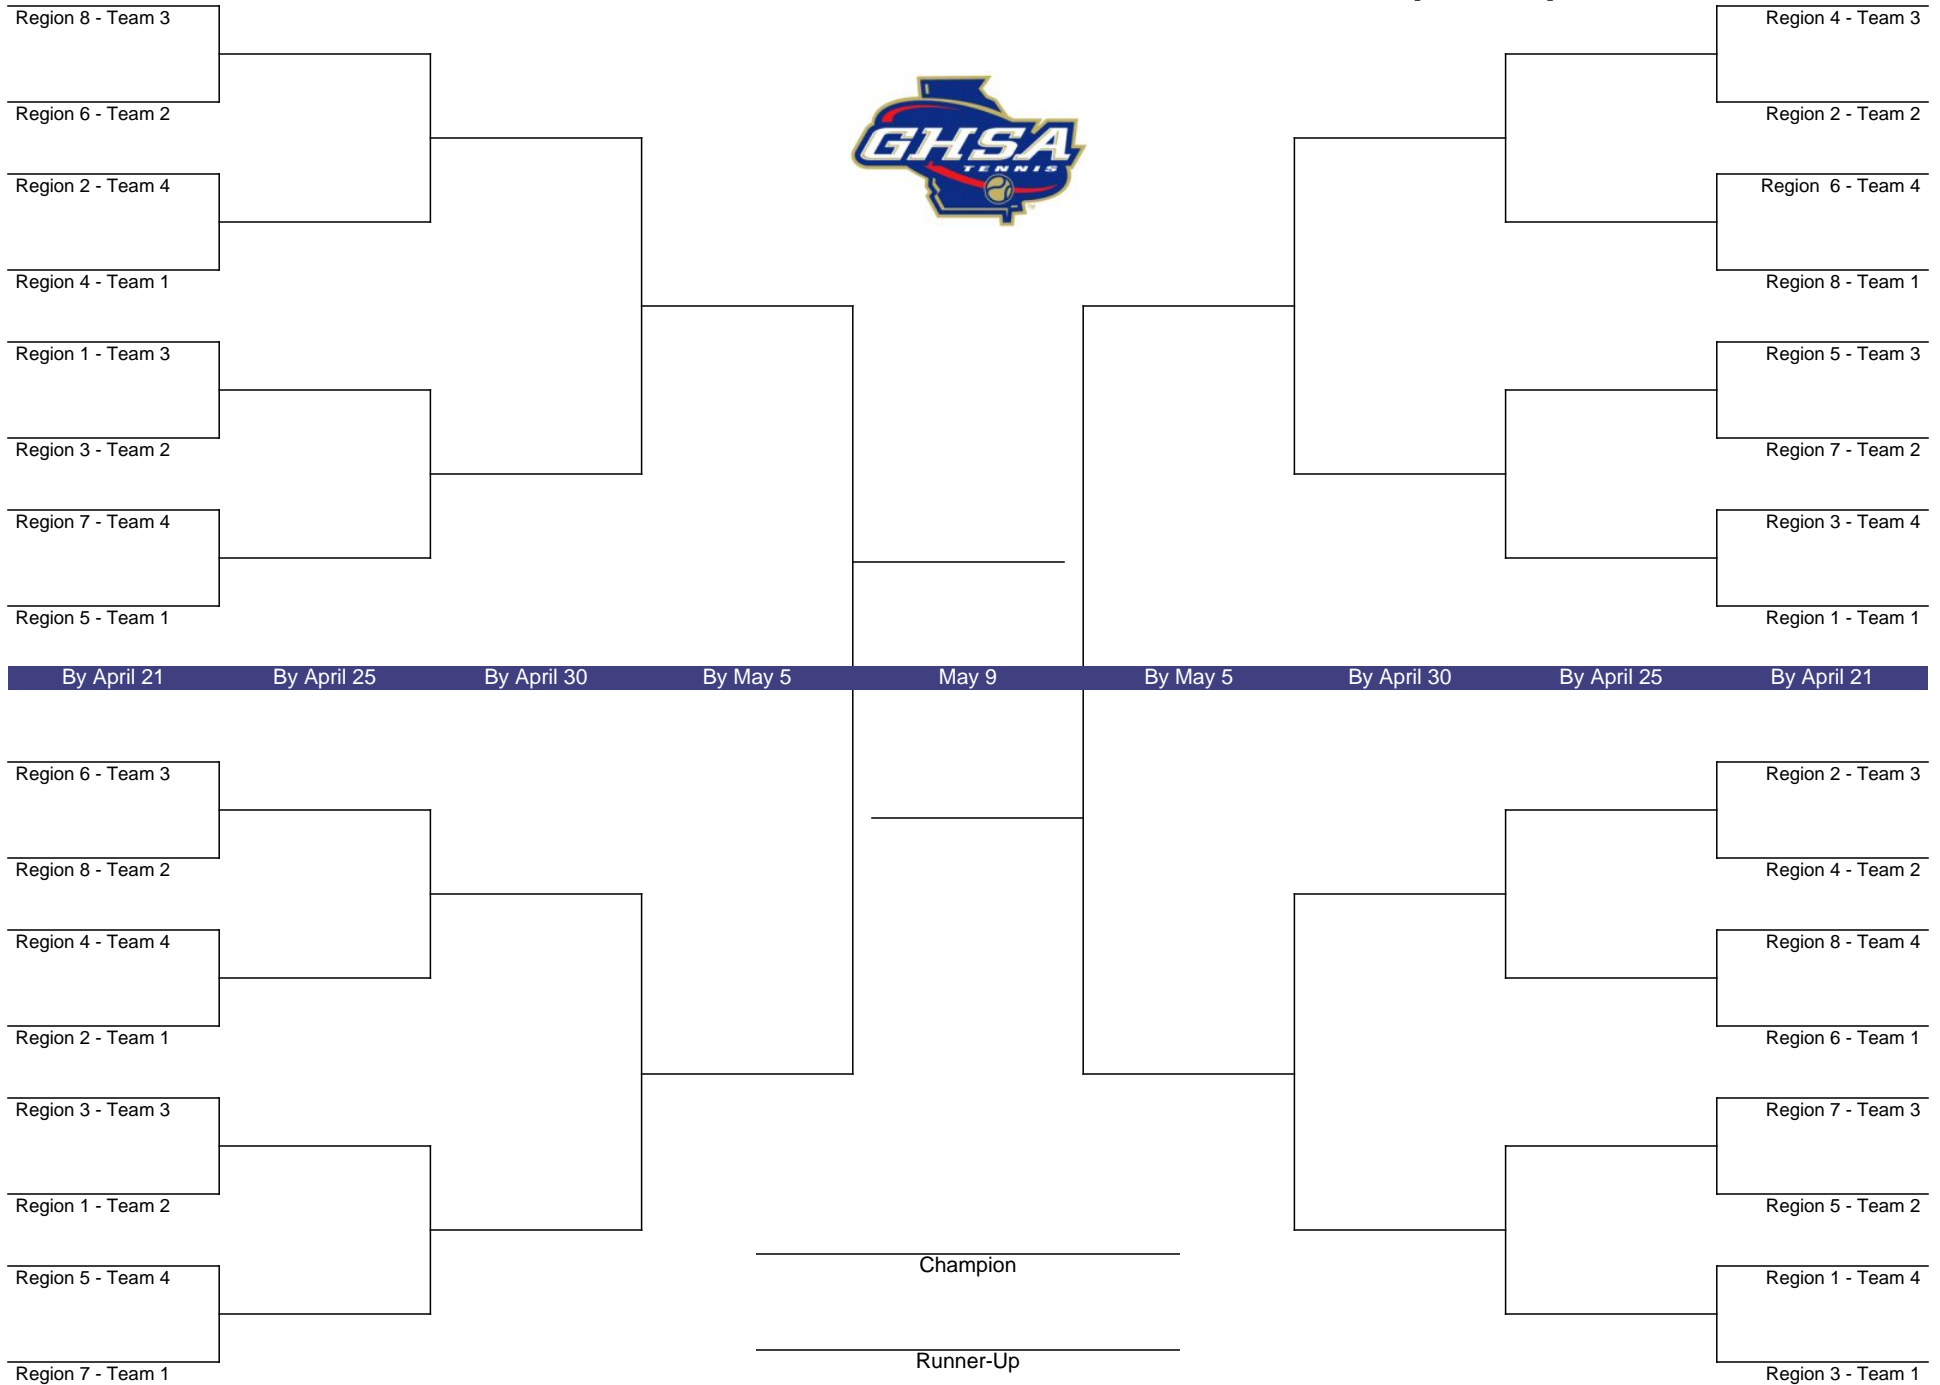 Region 8 - Team 3
Region 4 - Team 3
Region 6 - Team 2
Region 2 - Team 2
GHSA
TENNIS
Region 2 - Team 4
Region  6 - Team 4
Region 4 - Team 1
Region 8 - Team 1
Region 1 - Team 3
Region 5 - Team 3
Region 3 - Team 2
Region 7 - Team 2
Region 7 - Team 4
Region 3 - Team 4
Region 5 - Team 1
Region 1 - Team 1
By April 21 By April 25 By April 30 By May 5 May 9 By May 5 By April 30 By April 25 By April 21
Region 6 - Team 3
Region 2 - Team 3
Region 8 - Team 2
Region 4 - Team 2
Region 4 - Team 4
Region 8 - Team 4
Region 2 - Team 1
Region 6 - Team 1
Region 3 - Team 3
Region 7 - Team 3
Region 1 - Team 2
Region 5 - Team 2
Champion
Region 5 - Team 4
Region 1 - Team 4
Runner-Up
Region 7 - Team 1
Region 3 - Team 1